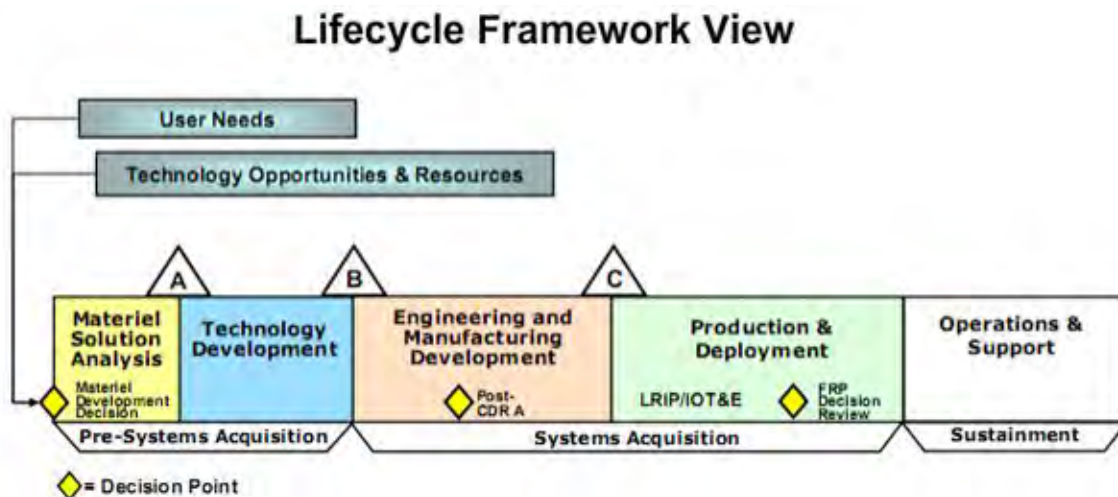 Lifecycle Framework View
User Needs
Technology Opportunities & Resources
A
B
C
Materiel
Solution
Analysis
Technology
Development
Engineering and
Manufacturing
Development
Production &
Deployment
Operations &
Support
Materiel
Development
Decision
Post-
CDR A
LRIP/IOT&E
FRP
Decision
Review
Pre-Systems Acquisition
Systems Acquisition
Sustainment
= Decision Point